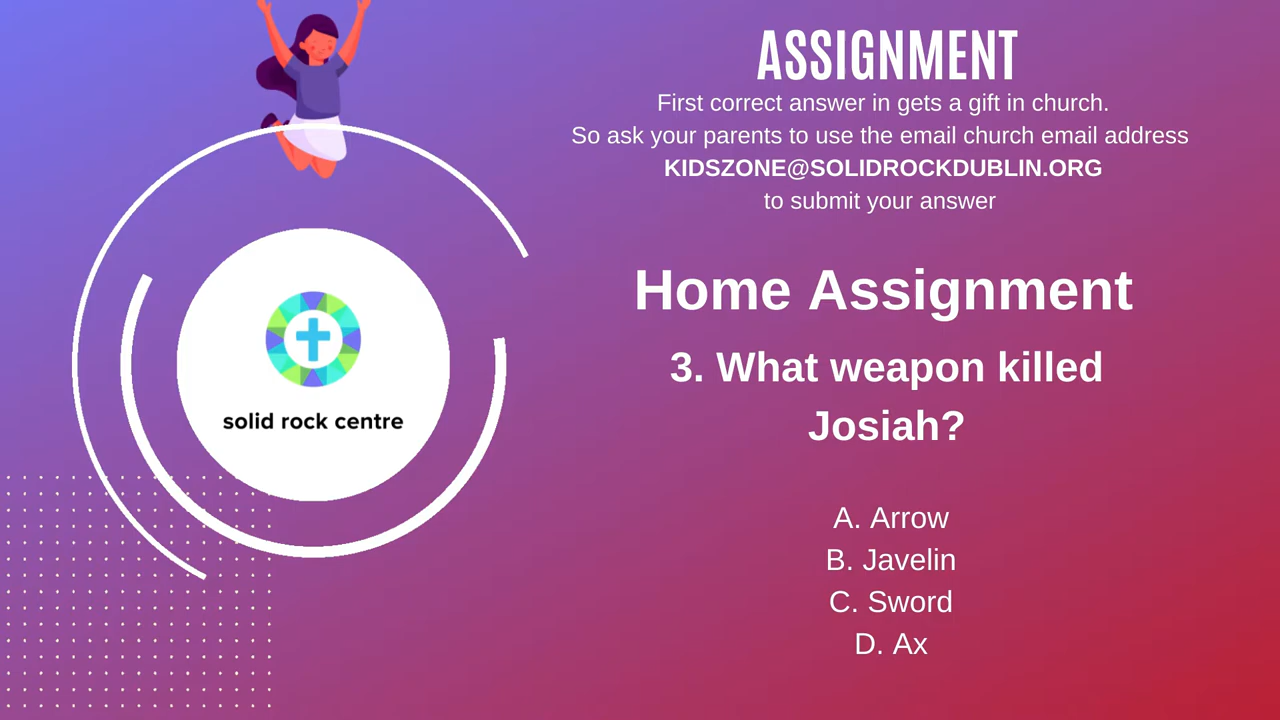 ASSIGNMENT
First correct answer in gets a gift in church.
So ask your parents to use the email church email address
KIDSZONE@SOLIDROCKDUBLIN.ORG
to submit your answer
solid rock centre
Home Assignment
3. What weapon killed
Josiah?
A. Arrow
B. Javelin
C. Sword
D. Ax